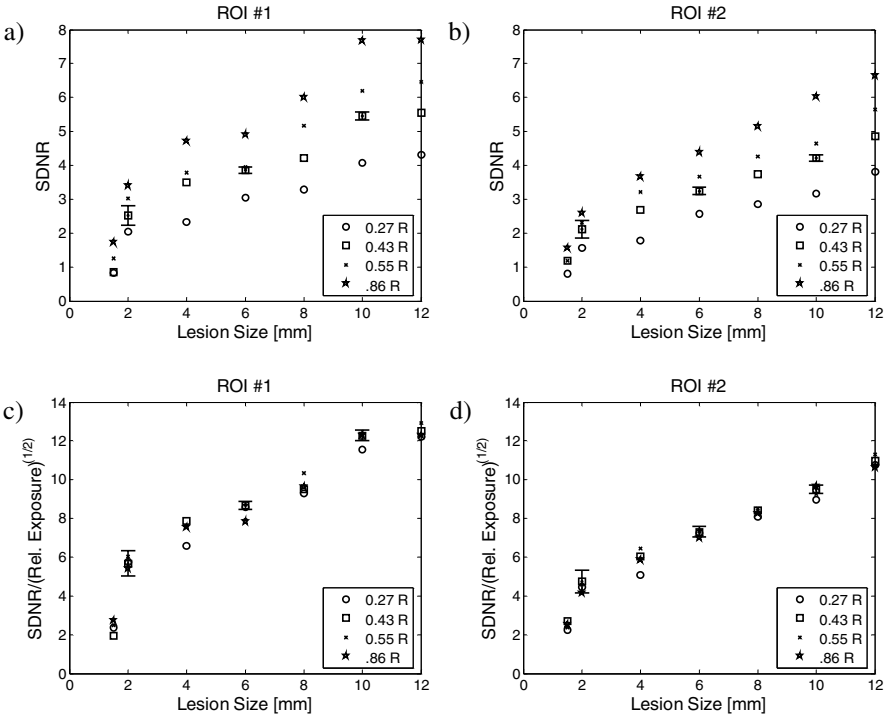 a)
ROI #1
SDNR
8
7
6
5
4
3
2
1
0
0 2 4 6 8 10 12
Lesion Size [mm]
0.27 R
0.43 R
0.55 R
.86 R
b)
ROI #2
SDNR
8
7
6
5
4
3
2
1
0
0 2 4 6 8 10 12
Lesion Size [mm]
0.27 R
0.43 R
0.55 R
.86 R
c)
ROI #1
SDNR/(Rel. Exposure)(1/2)
14
12
10
8
6
4
2
0
0 2 4 6 8 10 12
Lesion Size [mm]
0.27 R
0.43 R
0.55 R
.86 R
d)
ROI #2
SDNR/(Rel. Exposure)(1/2)
14
12
10
8
6
4
2
0
0 2 4 6 8 10 12
Lesion Size [mm]
0.27 R
0.43 R
0.55 R
.86 R